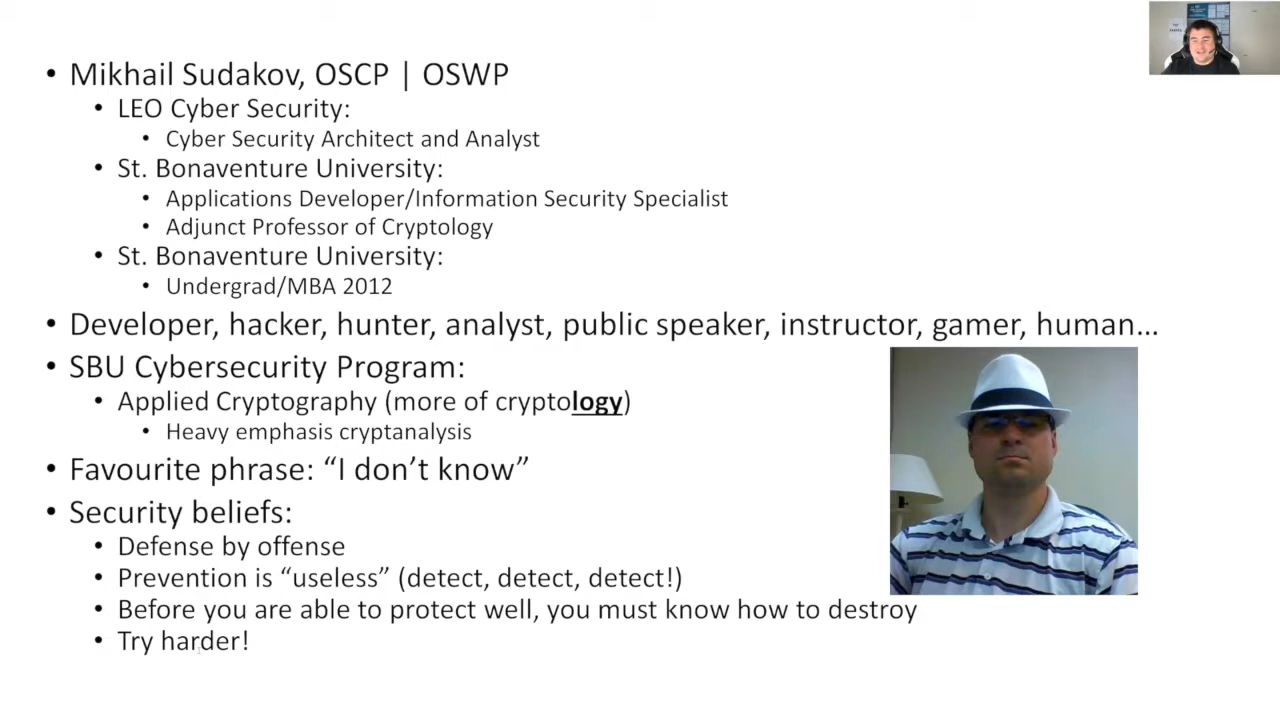 • Mikhail Sudakov, OSCP | OSWP
• LEO Cyber Security:
• Cyber Security Architect and Analyst
• St. Bonaventure University:
• Applications Developer/Information Security Specialist
• Adjunct Professor of Cryptology
• St. Bonaventure University:
• Undergrad/MBA 2012
• Developer, hacker, hunter, analyst, public speaker, instructor, gamer, human…
• SBU Cybersecurity Program:
• Applied Cryptography (more of cryptology)
• Heavy emphasis cryptanalysis
• Favourite phrase: “I don’t know”
• Security beliefs:
• Defense by offense
• Prevention is “useless” (detect, detect, detect!)
• Before you are able to protect well, you must know how to destroy
• Try harder!